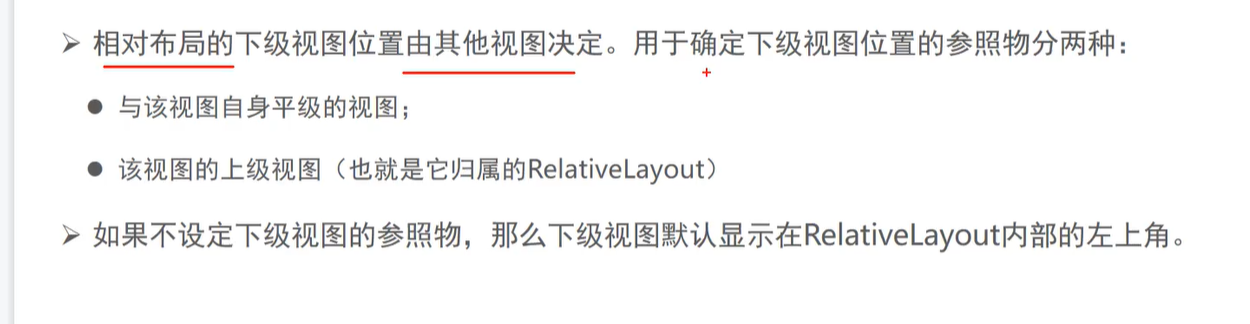 ➢ 相对布局的下级视图位置由其他视图决定。用于确定下级视图位置的参照物分两种：
● 与该视图自身平级的视图；
● 该视图的上级视图（也就是它归属的RelativeLayout）
➢ 如果不设定下级视图的参照物，那么下级视图默认显示在RelativeLayout内部的左上角。